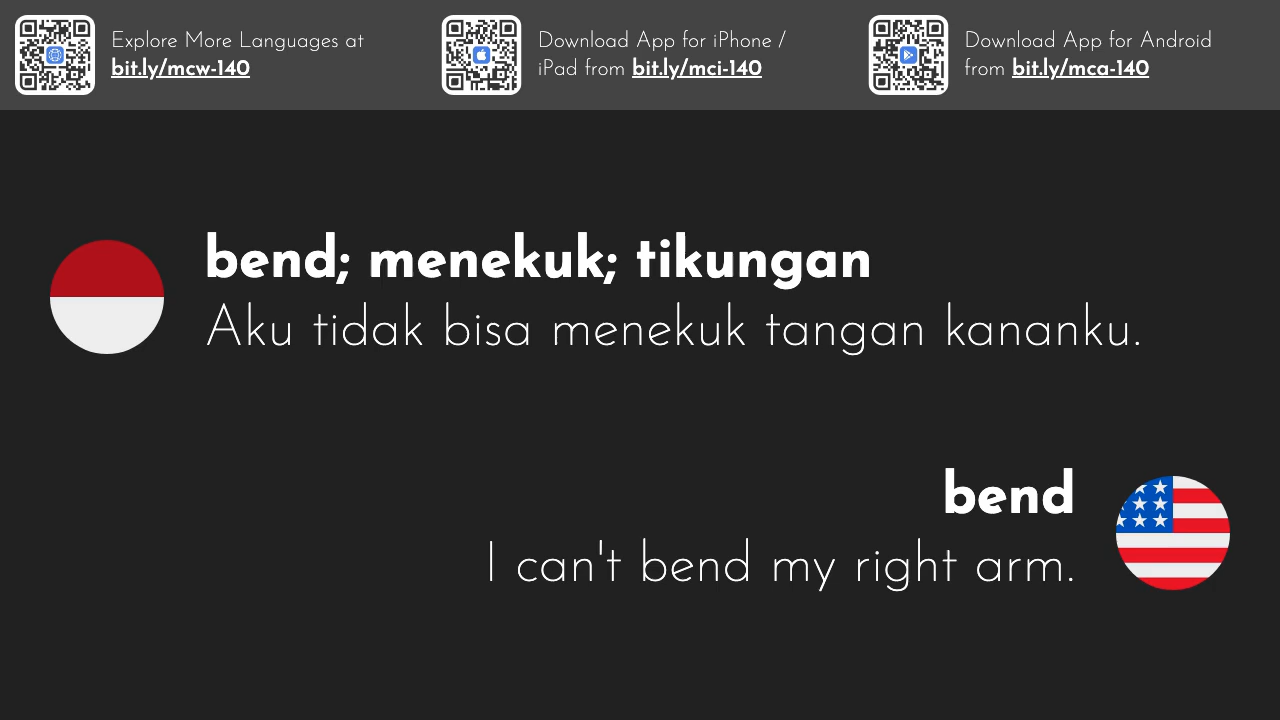 Explore More Languages at
bit.ly/mcw-140
Download App for iPhone /
iPad from bit.ly/mci-140
Download App for Android
from bit.ly/mca-140
bend; menekuk; tikungan
Aku tidak bisa menekuk tangan kananku.
bend
I can't bend my right arm.